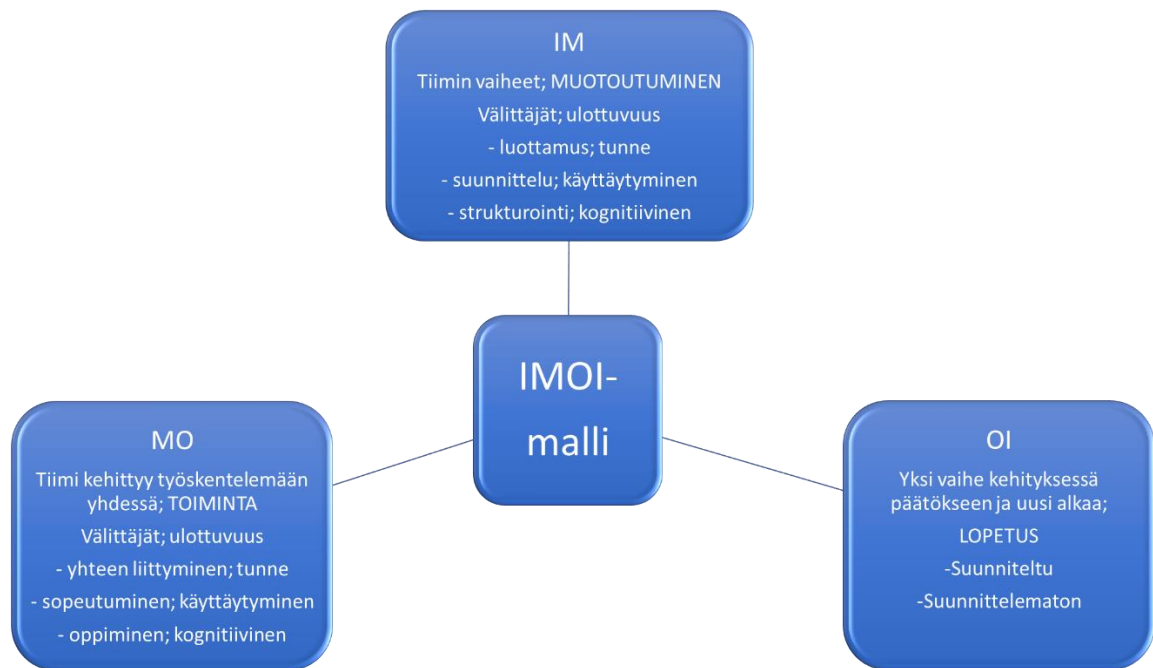 IM
Tiimin vaiheet; MUOTOUTUMINEN
Välittäjät; ulottuvuus
- luottamus; tunne
- suunnittelu; käyttäytyminen
- strukturointi; kognitiivinen
IMOI-
malli
MO
Tiimi kehittyy työskentelemään
yhdessä; TOIMINTA
Välittäjät; ulottuvuus
- yhteen liittyminen; tunne
- sopeutuminen; käyttäytyminen
- oppiminen; kognitiivinen
OI
Yksi vaihe kehityksessä
päätökseen ja uusi alkaa;
LOPETUS
-Suunniteltu
-Suunnittelematon